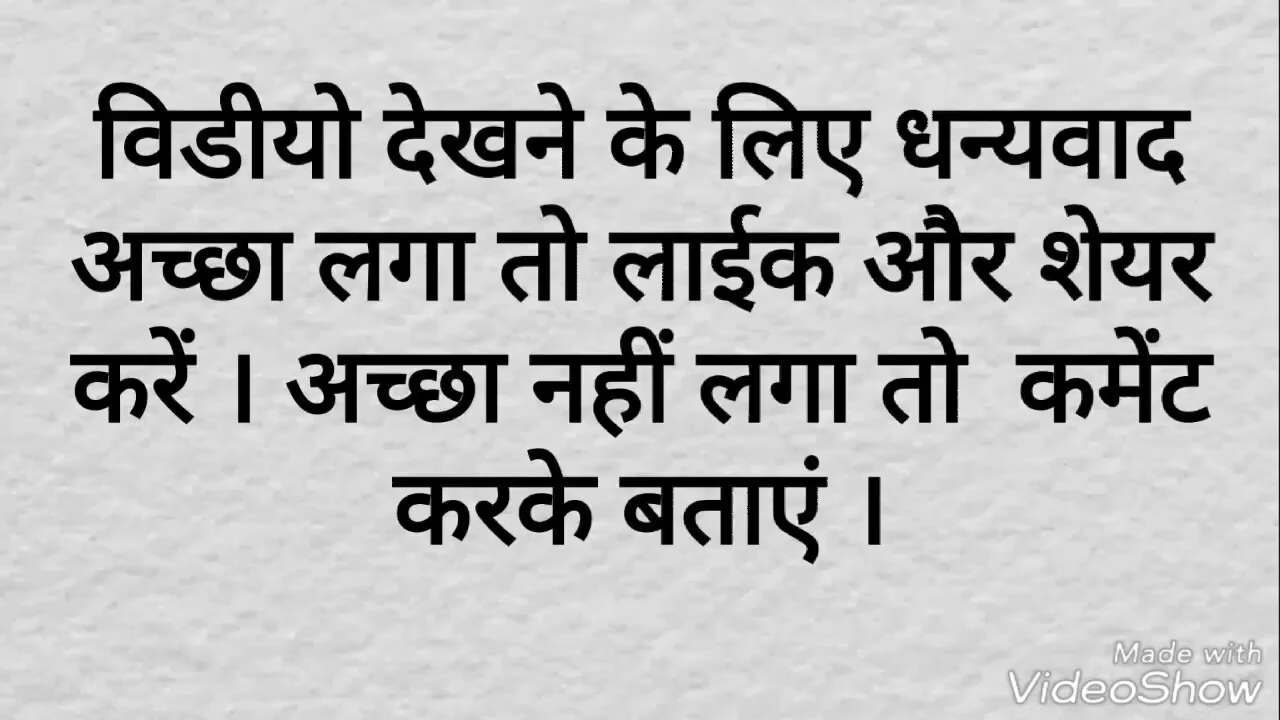 विडीयो देखने के लिए धन्यवाद
अच्छा लगा तो लाईक और शेयर
करें । अच्छा नहीं लगा तो  कमेंट
करके बताएं ।
Made with
VideoShow